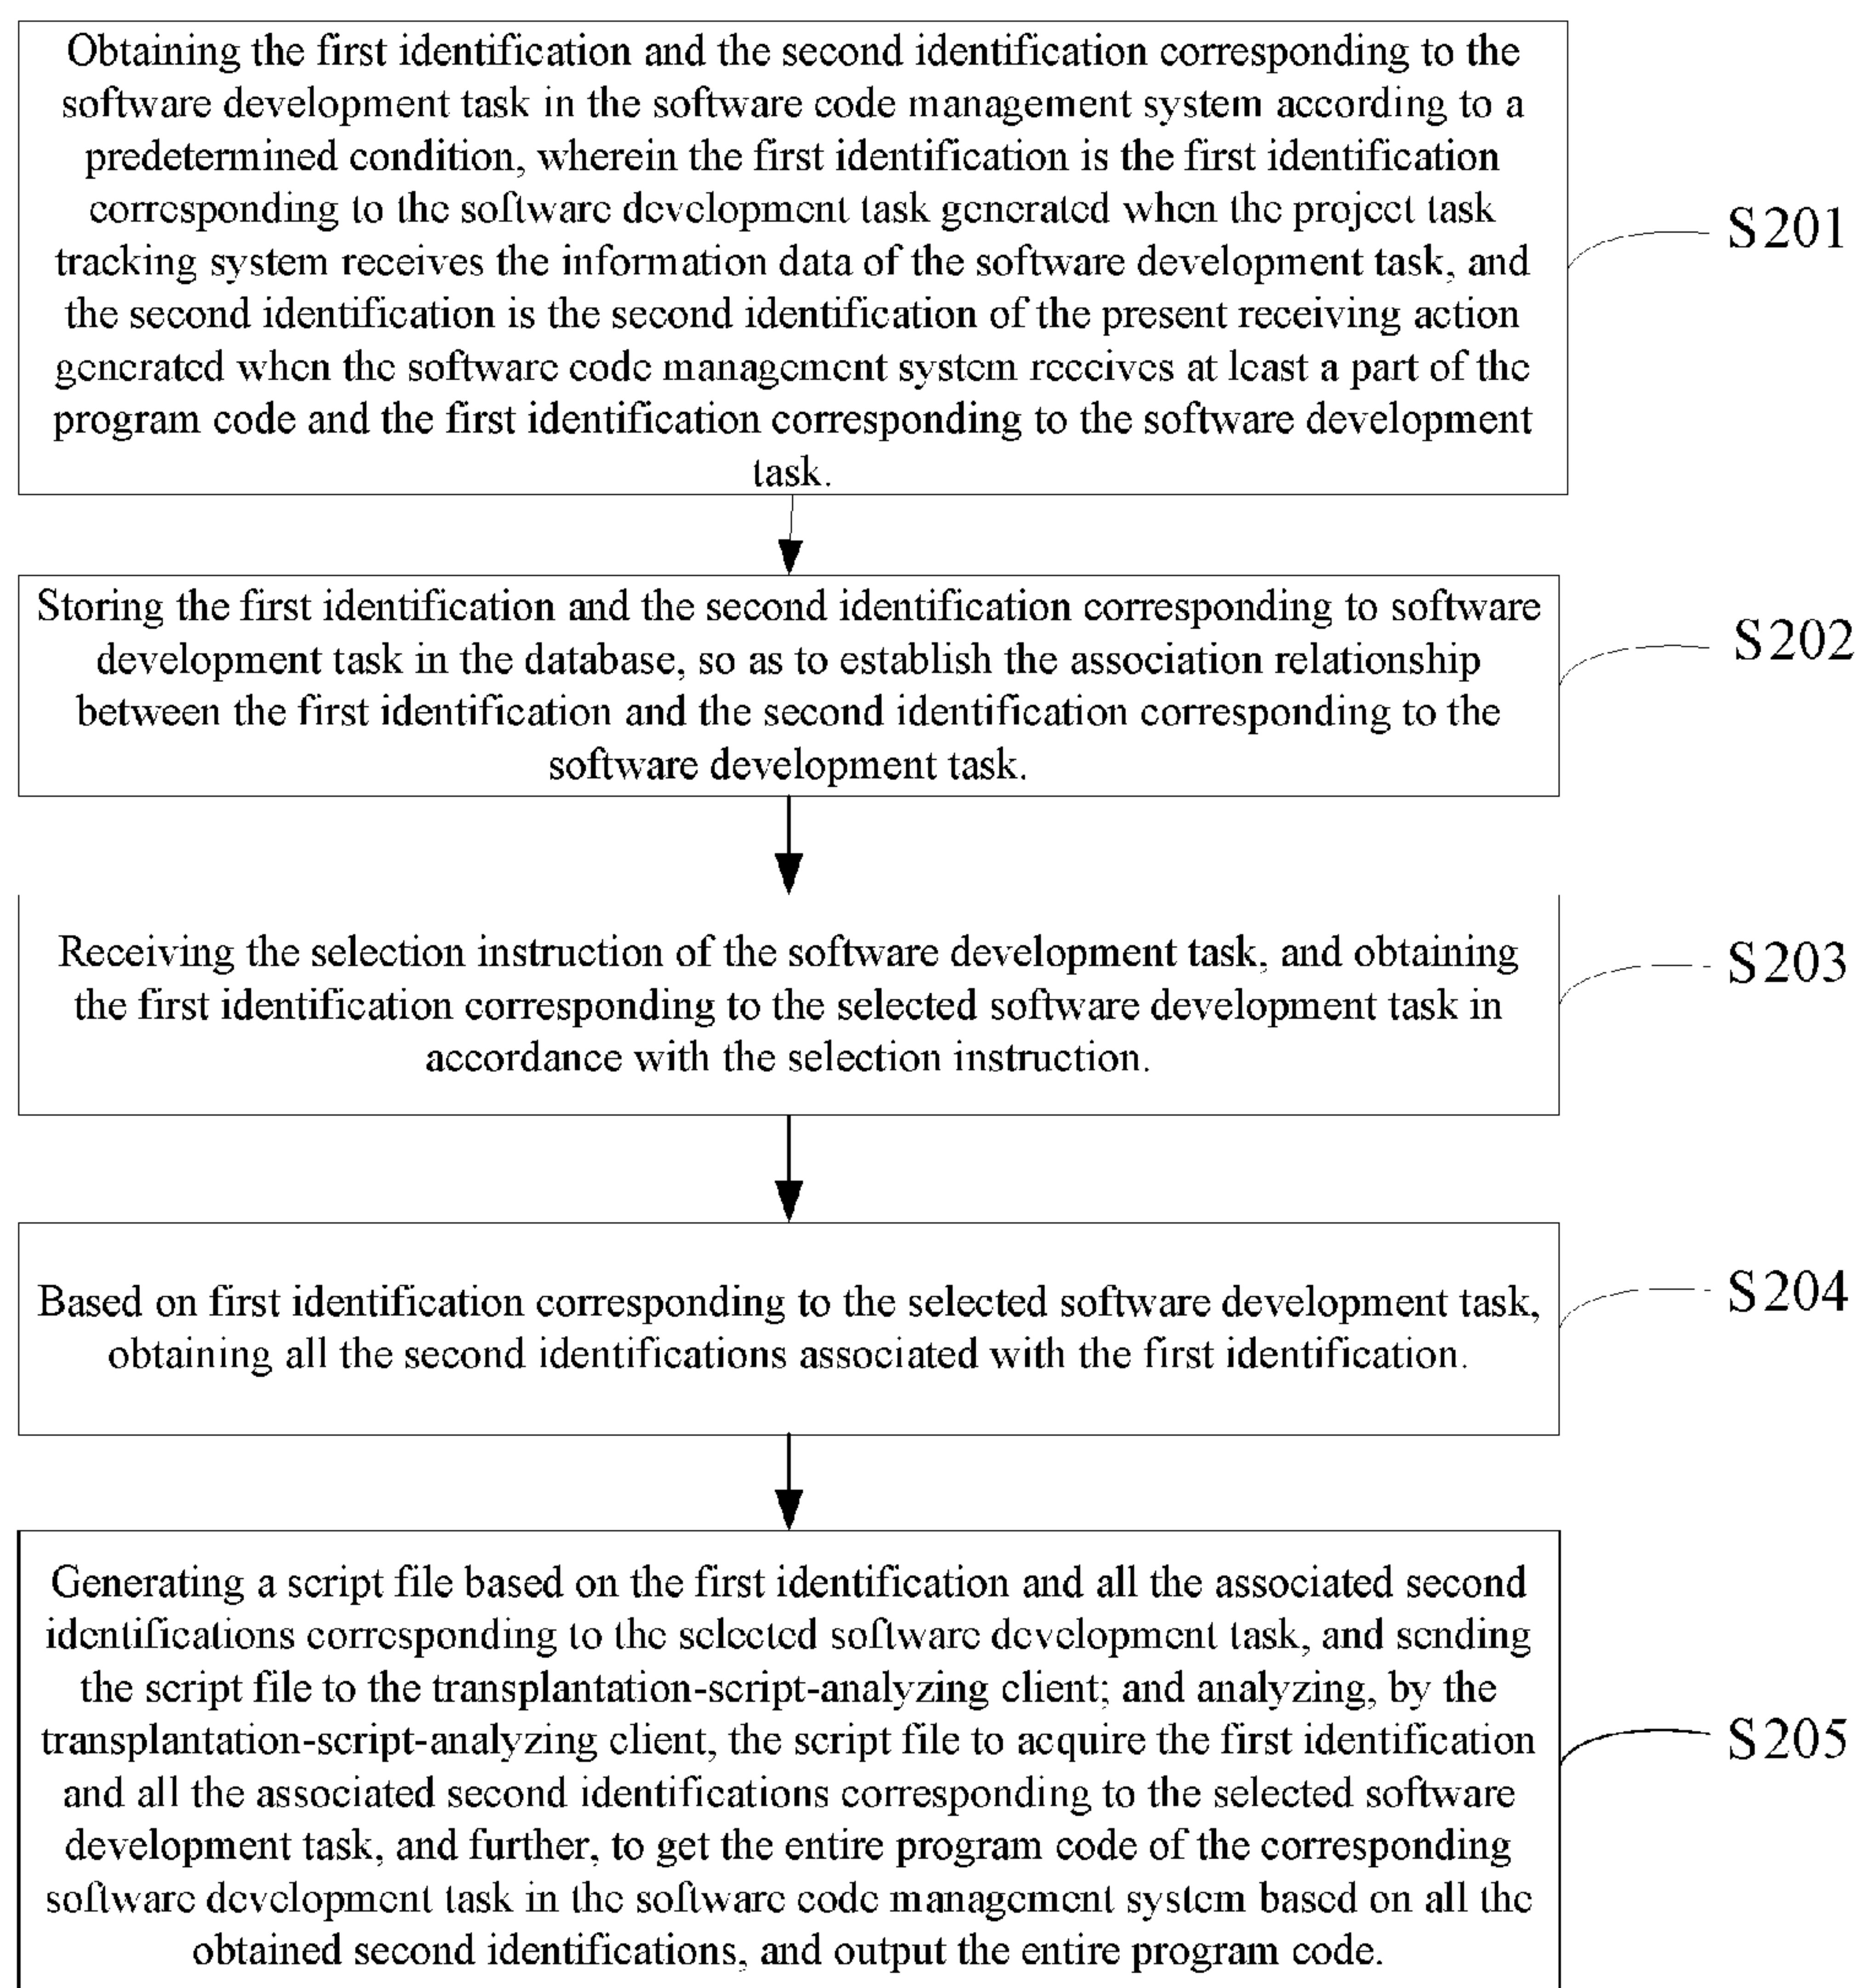 Obtaining the first identification and the second identification corresponding to the
software development task in the software code management system according to a
predetermined condition, wherein the first identification is the first identification
corresponding to the software development task generated when the project task
tracking system receives the information data of the software development task, and
the second identification is the second identification of the present receiving action
generated when the software code management system receives at least a part of the
program code and the first identification corresponding to the software development
task.
S201
Storing the first identification and the second identification corresponding to software
development task in the database, so as to establish the association relationship
between the first identification and the second identification corresponding to the
software development task.
S202
Receiving the selection instruction of the software development task, and obtaining
the first identification corresponding to the selected software development task in
accordance with the selection instruction.
S203
Based on first identification corresponding to the selected software development task,
obtaining all the second identifications associated with the first identification.
S204
Generating a script file based on the first identification and all the associated second
identifications corresponding to the selected software development task, and sending
the script file to the transplantation-script-analyzing client; and analyzing, by the
transplantation-script-analyzing client, the script file to acquire the first identification
and all the associated second identifications corresponding to the selected software
development task, and further, to get the entire program code of the corresponding
software development task in the software code management system based on all the
obtained second identifications, and output the entire program code.
S205